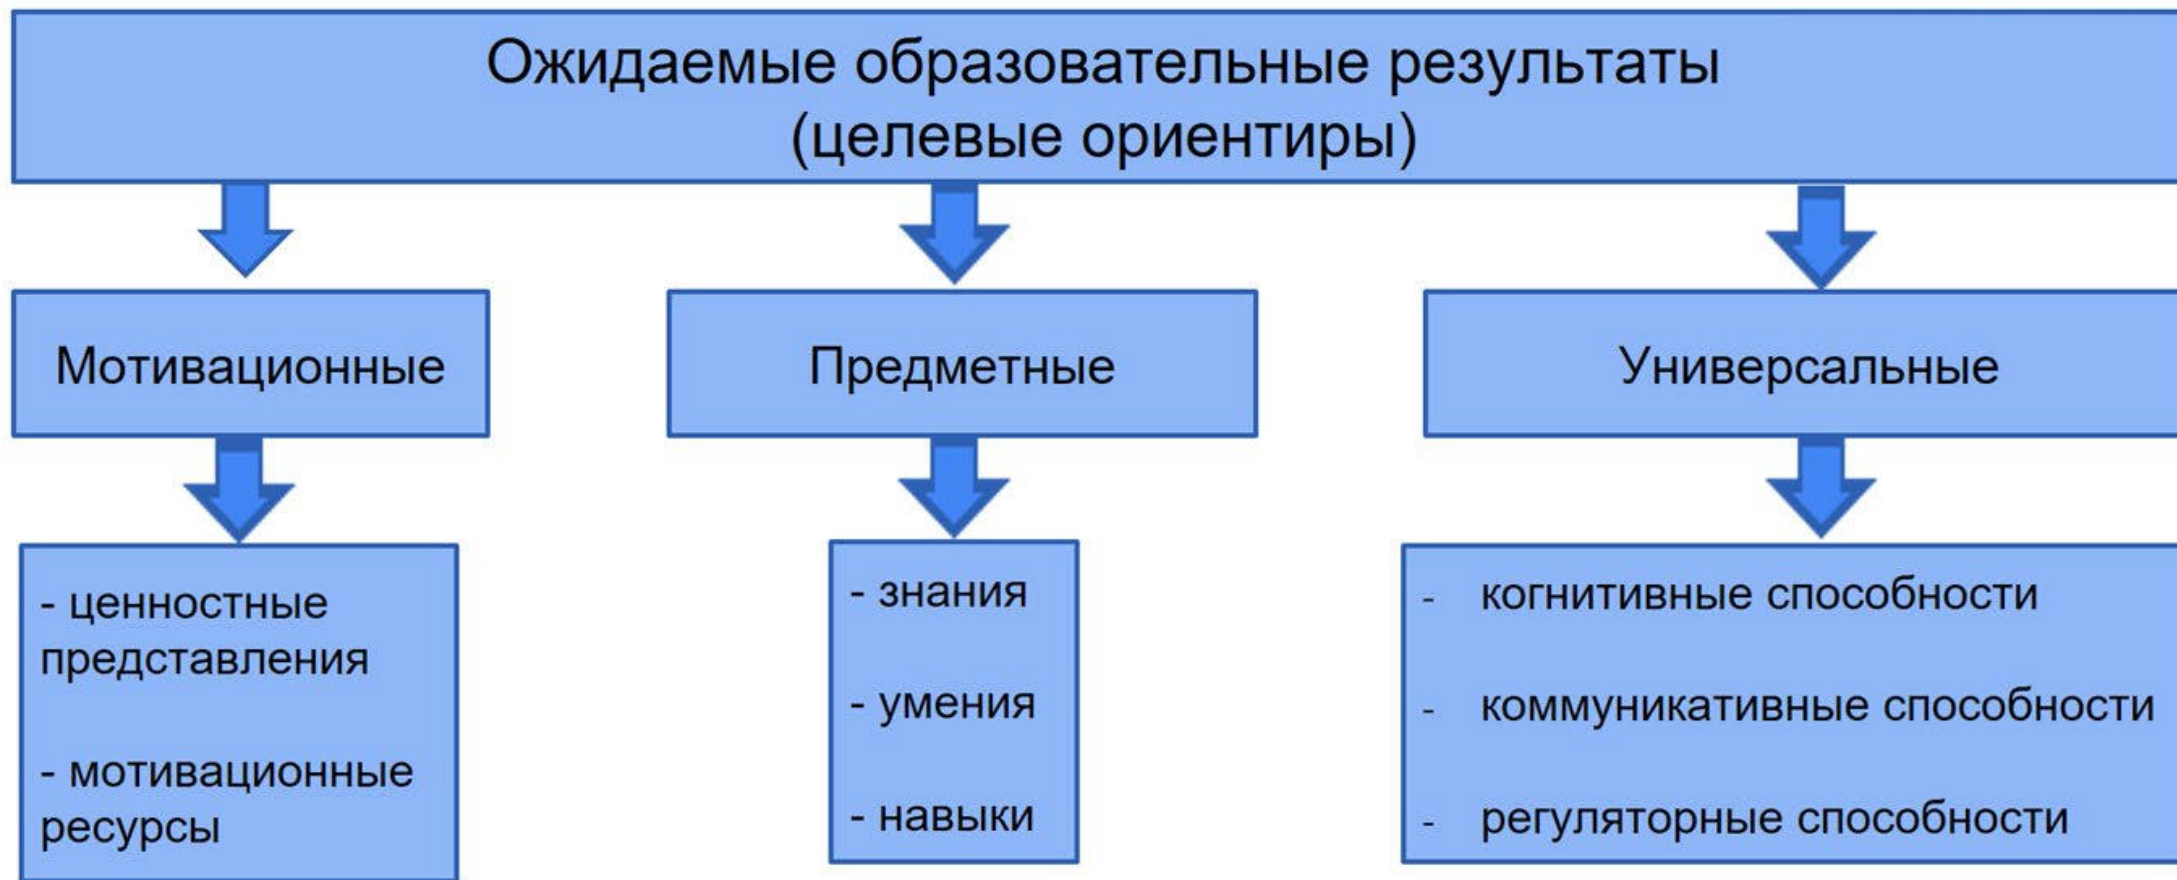 Ожидаемые образовательные результаты
(целевые ориентиры)
Мотивационные
Предметные
Универсальные
- ценностные
представления
- мотивационные
ресурсы
- знания
- умения
- навыки
- когнитивные способности
- коммуникативные способности
- регуляторные способности